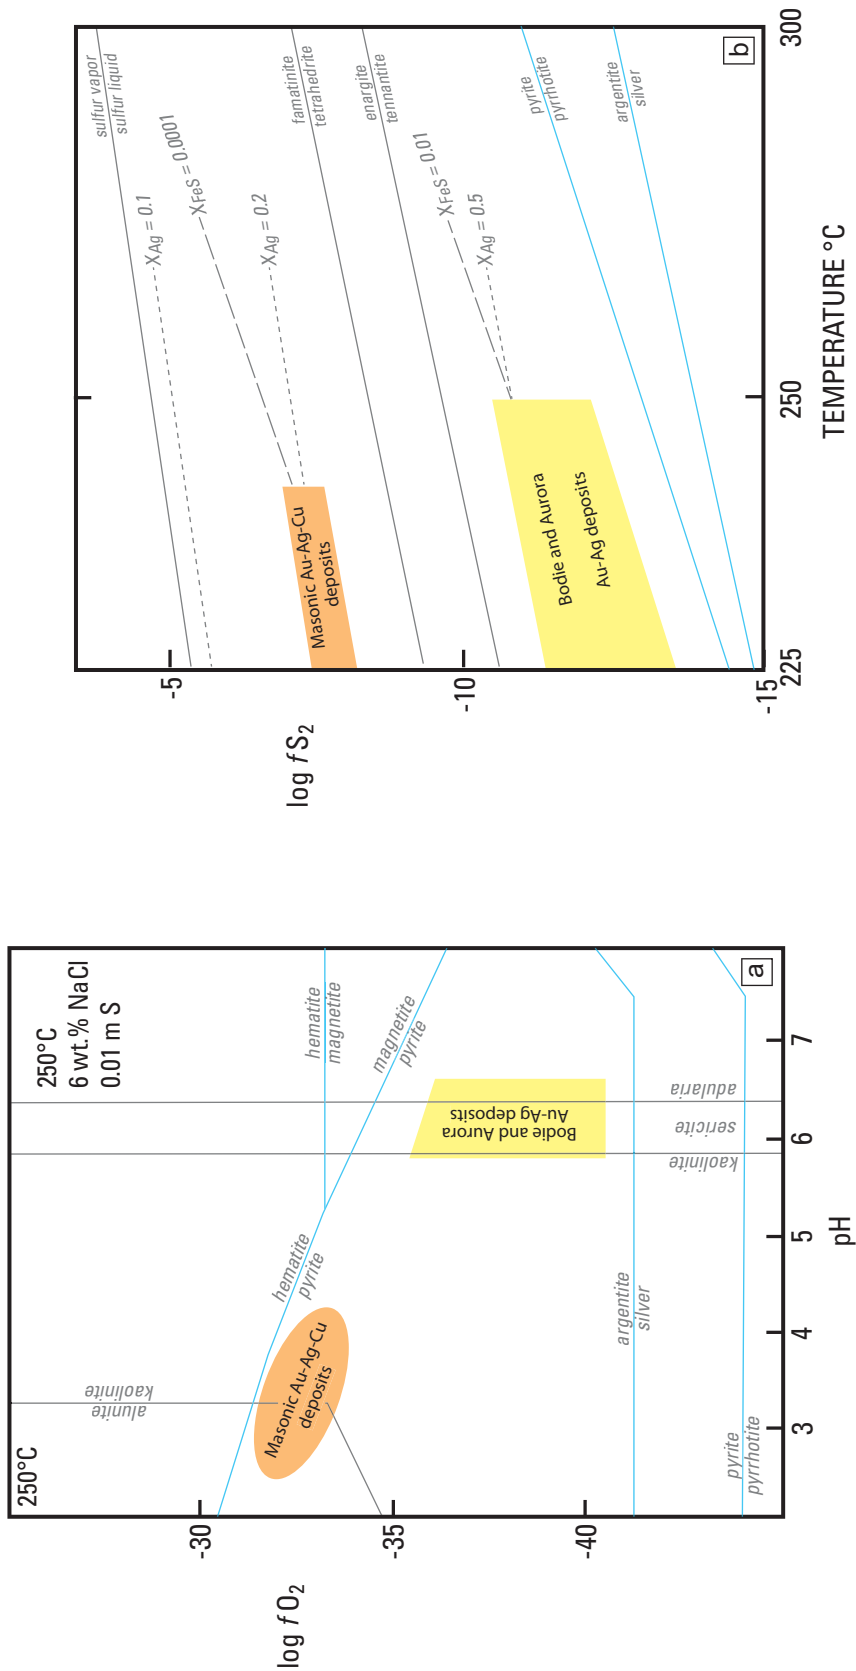 sulfur vapor
sulfur liquid
XAg = 0.1
XFeS = 0.0001
XAg = 0.2
famatinite
tetrahedrite
enargite
tennantite
XFeS = 0.01
XAg = 0.5
pyrite
pyrrhotite
argentite
silver
Masonic Au-Ag-Cu
deposits
Bodie and Aurora
Au-Ag deposits
b
-5
-10
-15
log f S2
225
250
300
TEMPERATURE °C
250°C
250°C
6 wt.% NaCl
0.01 m S
alunite
kaolinite
hematite
pyrite
hematite
magnetite
magnetite
pyrite
Masonic Au-Ag-Cu
deposits
Bodie and Aurora
Au-Ag deposits
kaolinite
sericite
adularia
argentite
silver
pyrite
pyrrhotite
a
-30
-35
-40
log f O2
3
4
5
6
7
pH